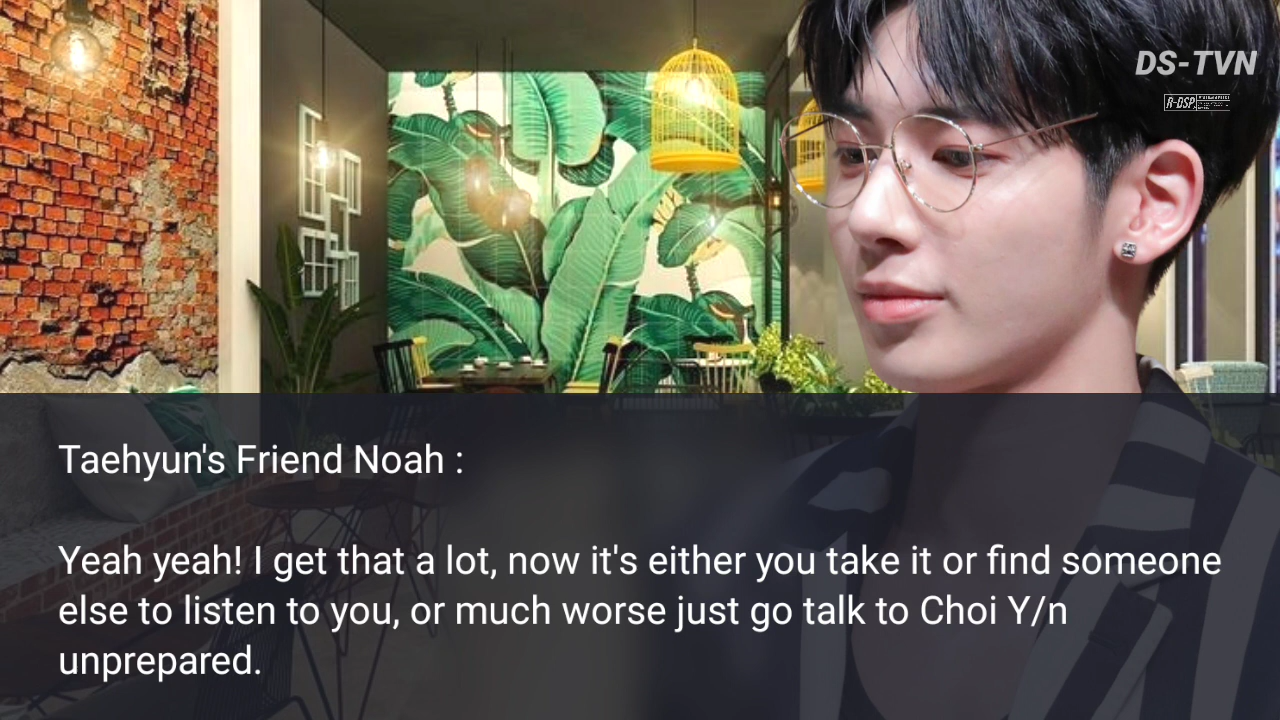 DS-TVN
R-DSP
Taehyun's Friend Noah :
Yeah yeah! I get that a lot, now it's either you take it or find someone
else to listen to you, or much worse just go talk to Choi Y/n
unprepared.